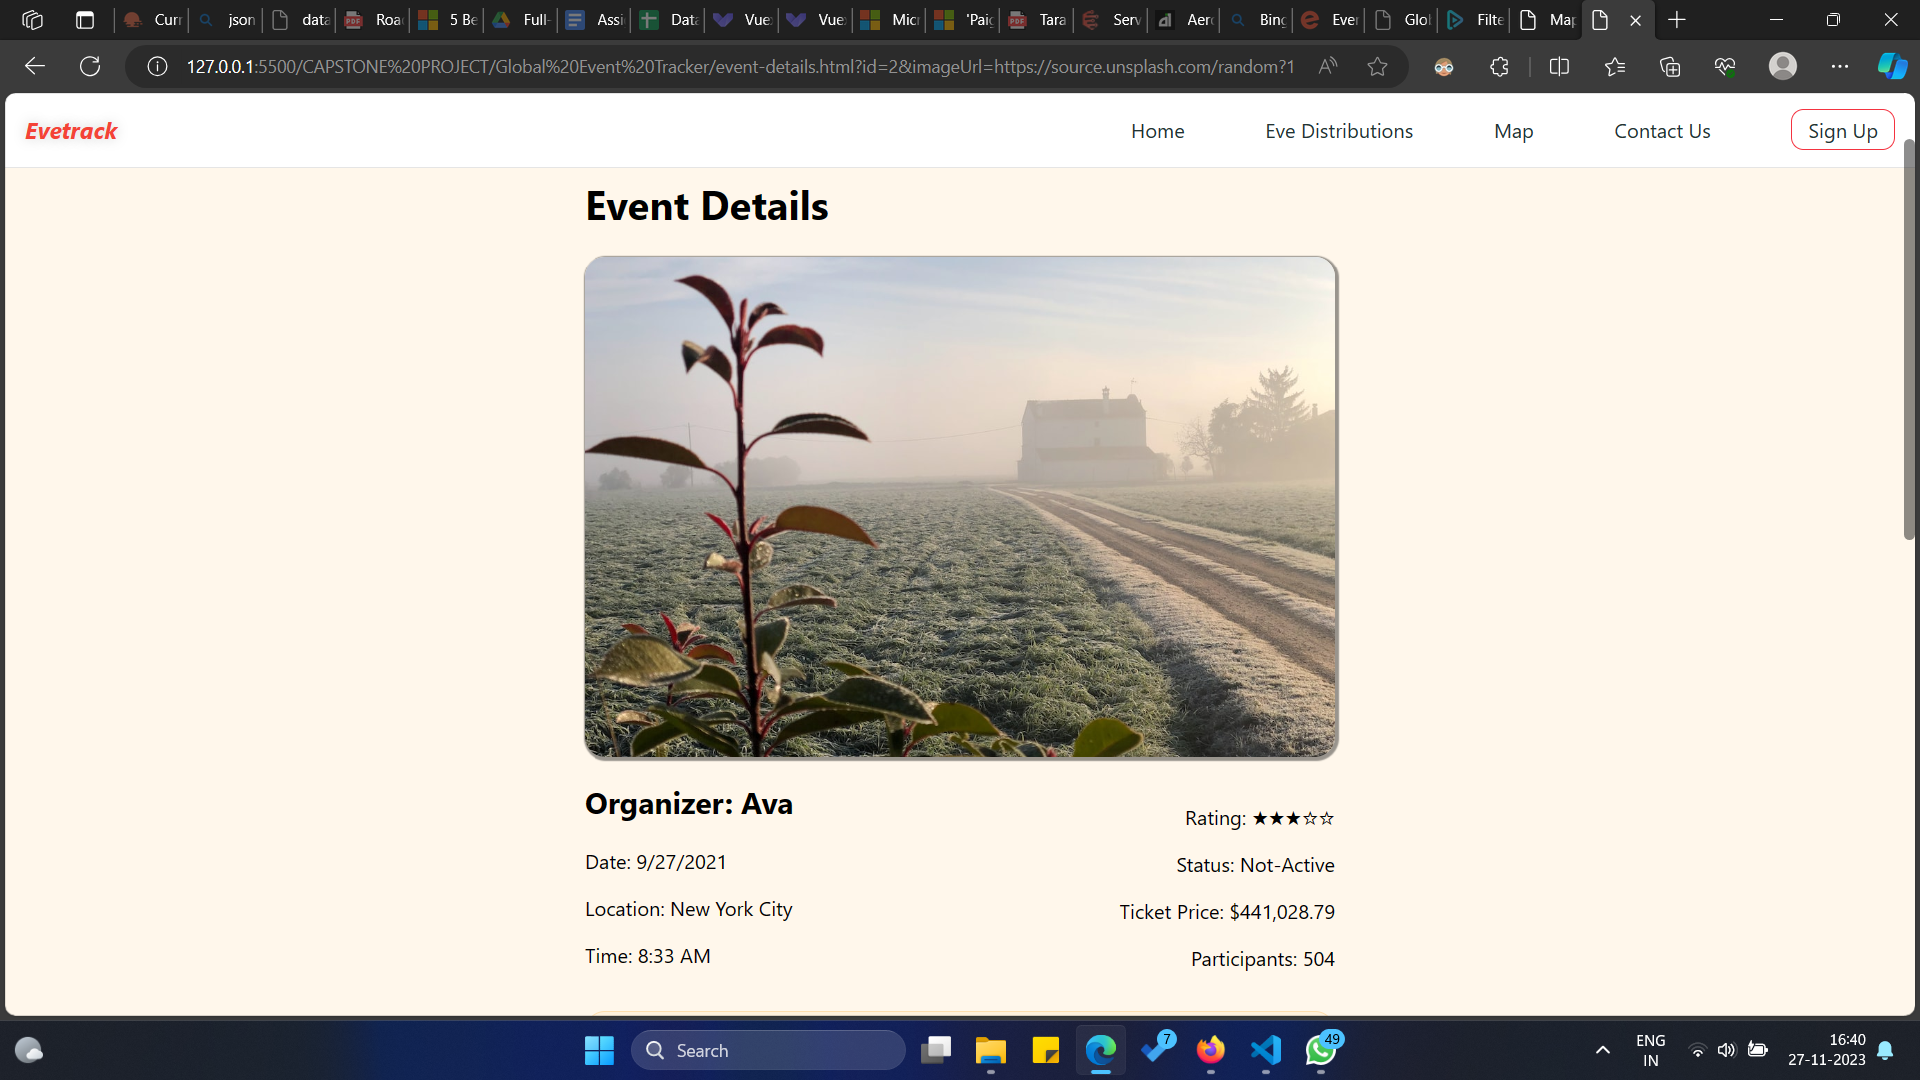 Curr
json
data
Road
5 Be
Full-
Assi
Data
Vue
Vue
Micr
'Paig
Tara
Serv
Aero
Bing
Ever
Glob
Filte
Map
127.0.0.1:5500/CAPSTONE%20PROJECT/Global%20Event%20Tracker/event-details.html?id=2&imageUrl=https://source.unsplash.com/random?1
Evetrack
Home
Eve Distributions
Map
Contact Us
Sign Up
Event Details
Organizer: Ava
Rating: ★★★☆☆
Date: 9/27/2021
Status: Not-Active
Location: New York City
Ticket Price: $441,028.79
Time: 8:33 AM
Participants: 504
Search
7
49
ENG
IN
16:40
27-11-2023